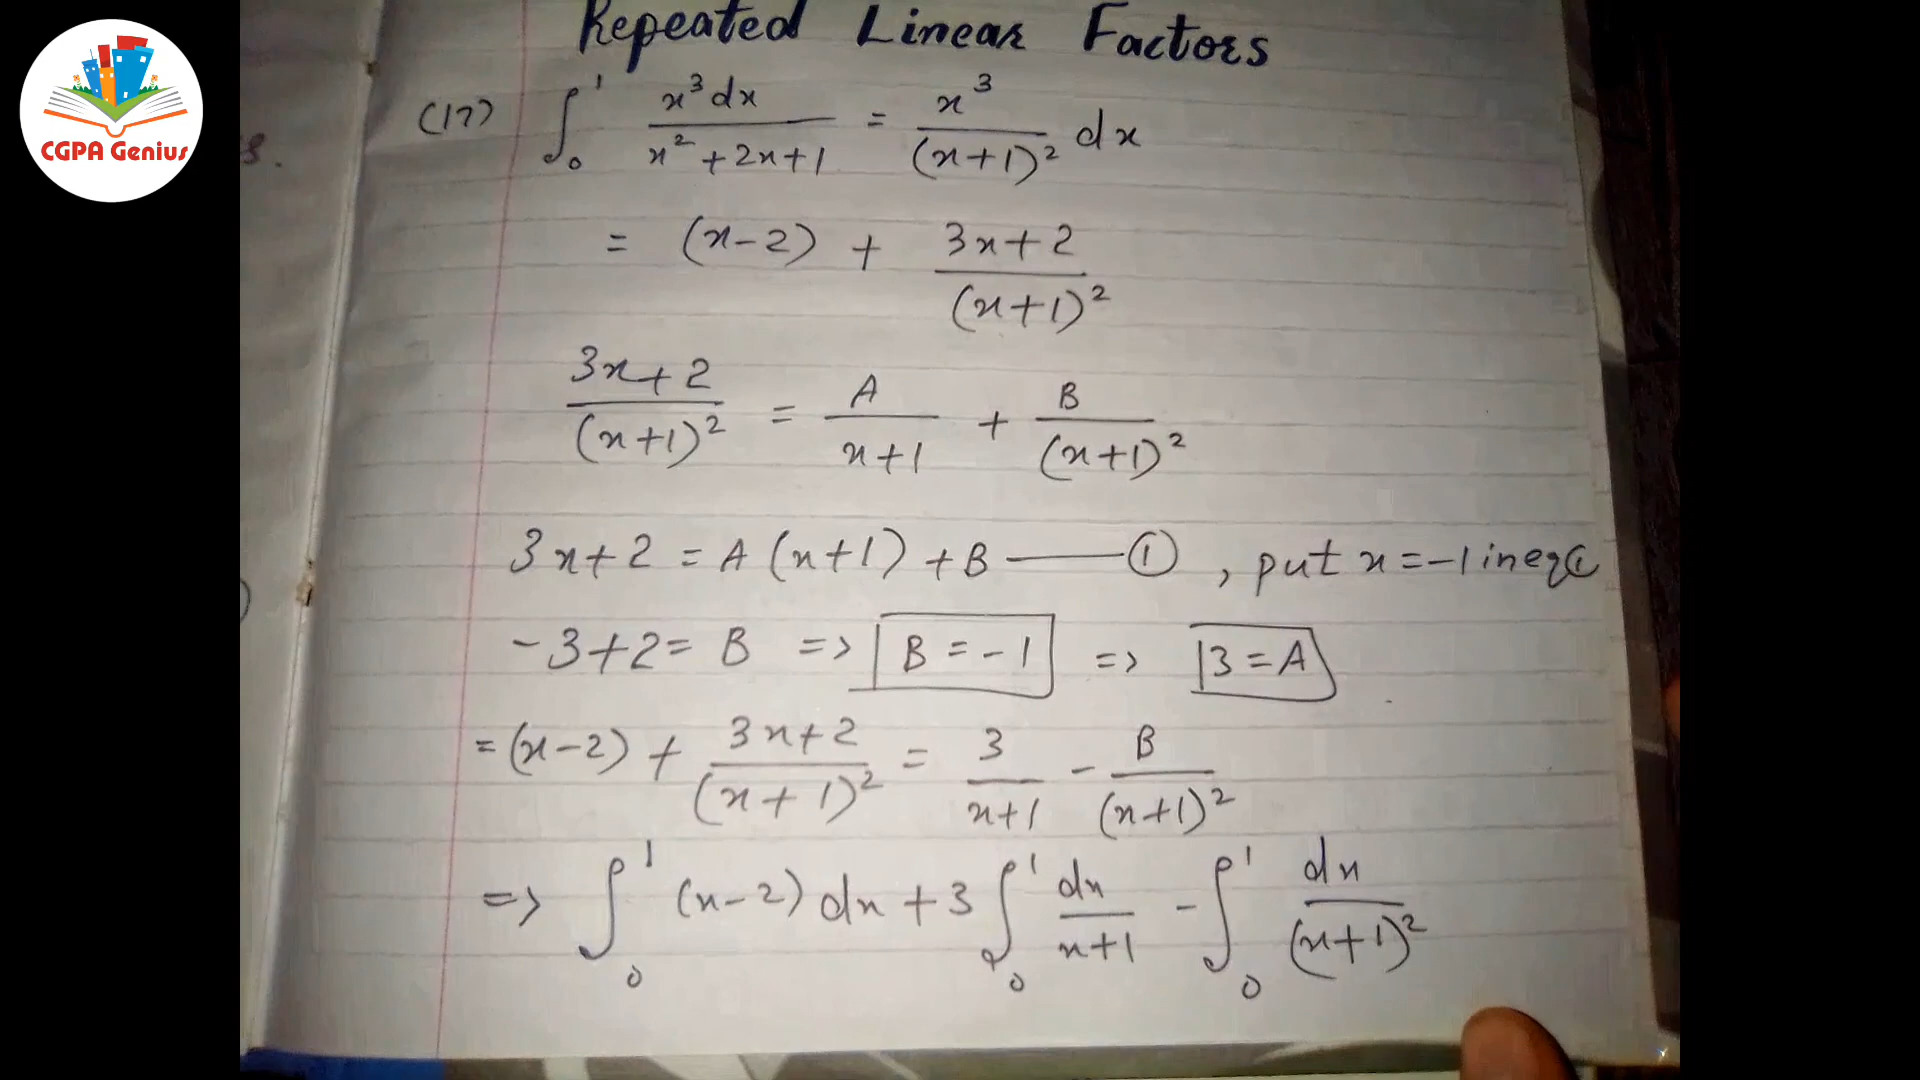 CGPA Genius
Repeated Linear Factors
(17) ∫₀¹ x³dx / x²+2x+1 = x³ / (x+1)² dx
= (x-2) + 3x+2 / (x+1)²
3x+2 / (x+1)² = A / x+1 + B / (x+1)²
3x+2 = A(x+1) +B —— ① , put x=-1 in eq ①
-3+2= B => B = -1 => 3 = A
= (x-2) + 3x+2 / (x+1)² = 3 / x+1 - B / (x+1)²
=> ∫₀¹ (x-2) dx + 3 ∫₀¹ dx / x+1 - ∫₀¹ dx / (x+1)²